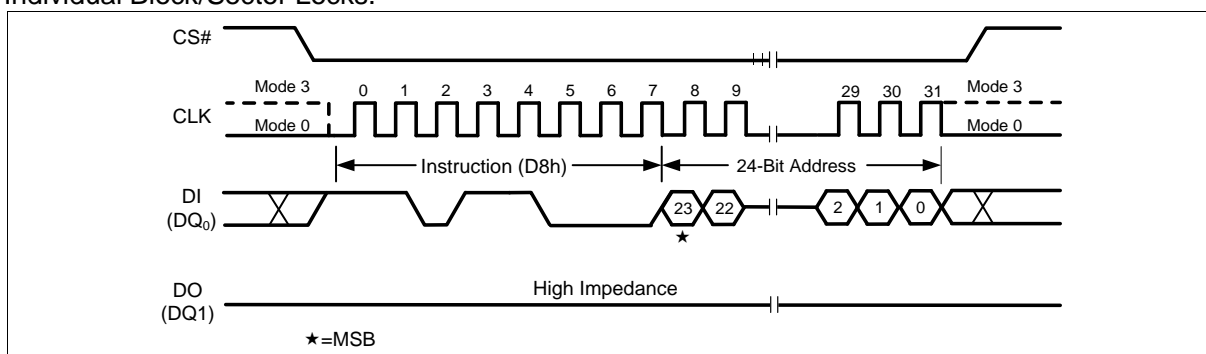 Individual Block/Sector Locks.
CS#
Mode 3 0 1 2 3 4 5 6 7 8 9 29 30 31 Mode 3
CLK
Mode 0 Mode 0
Instruction (D8h) 24-Bit Address
DI
(DQ0) 23 22 2 1 0
★
DO
(DQ1)
High Impedance
★=MSB